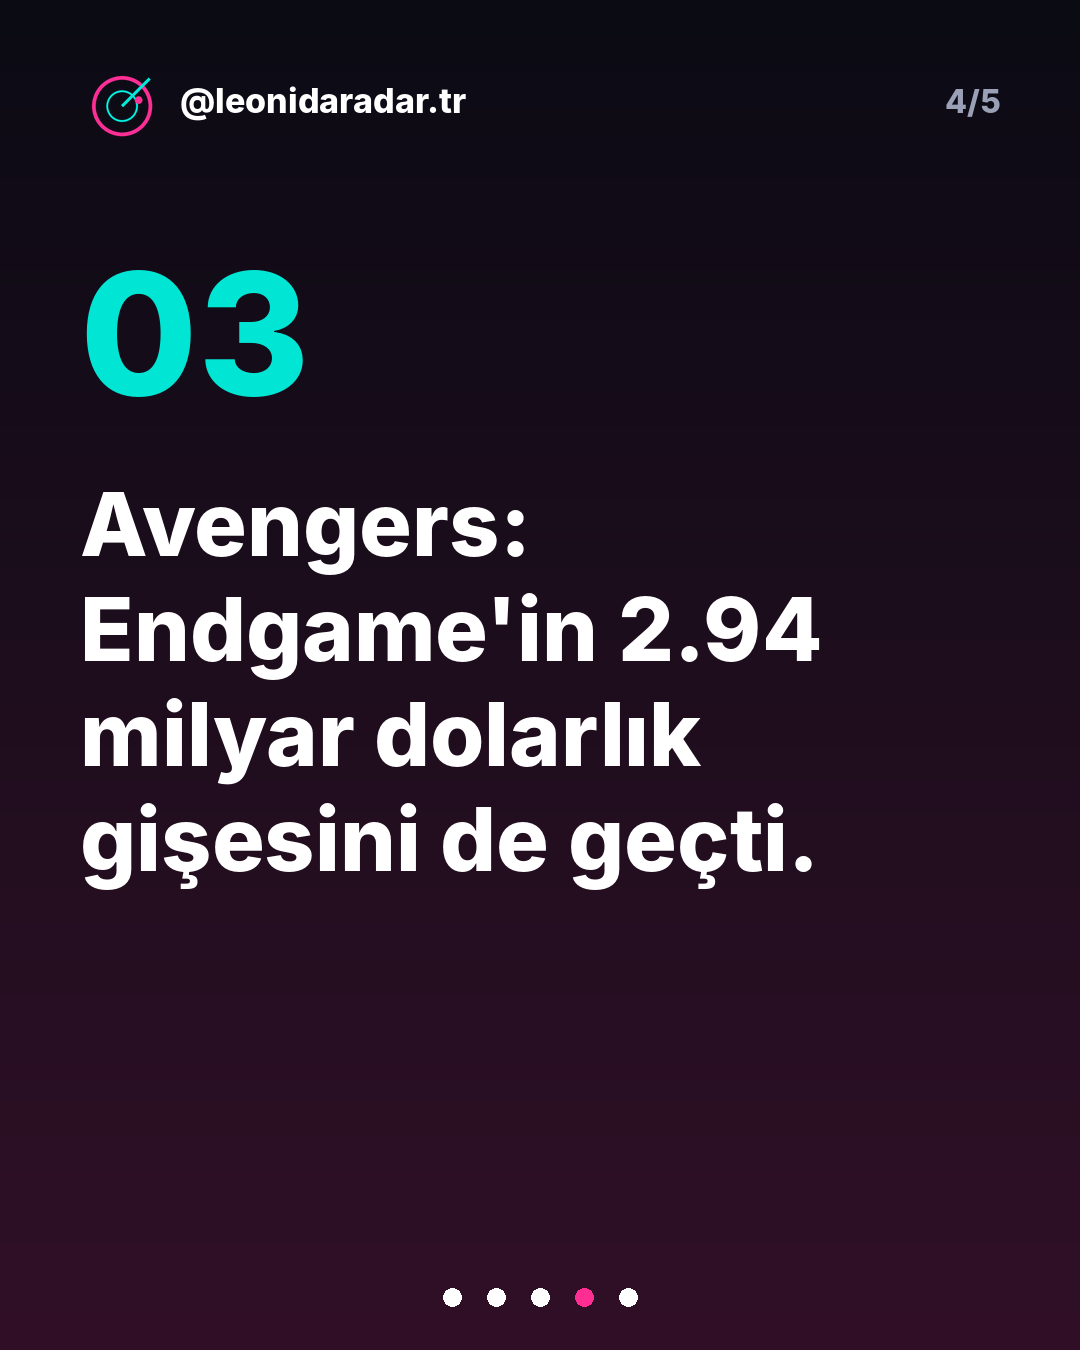 @leonidaradar.tr
4/5
03
Avengers:
Endgame'in 2.94
milyar dolarlık
gişesini de geçti.